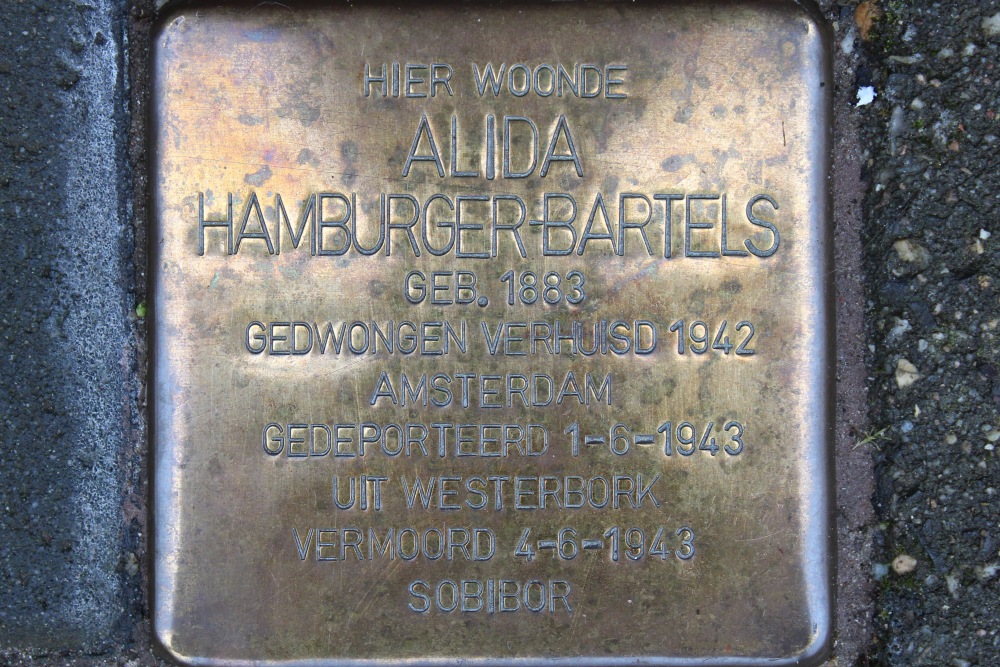 HIER WOONDE
ALIDA
HAMBURGER-BARTELS
GEB. 1883
GEDWONGEN VERHUISD 1942
AMSTERDAM
GEDEPORTEERD 1-6-1943
UIT WESTERBORK
VERMOORD 4-6-1943
SOBIBOR